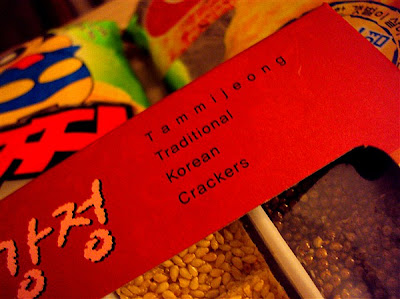 Tammijeong
Traditional
Korean
Crackers
강정